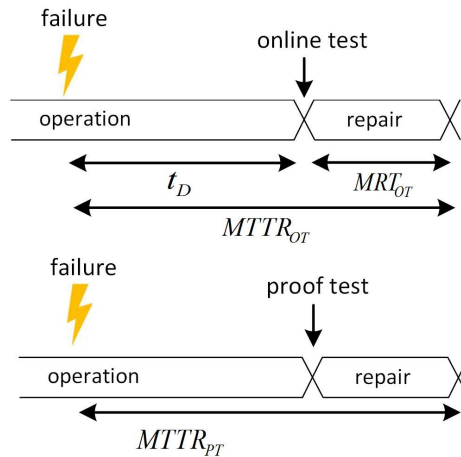 failure
online test
operation
repair
t_D
MRT_OT
MTTR_OT
failure
proof test
operation
repair
MTTR_PT